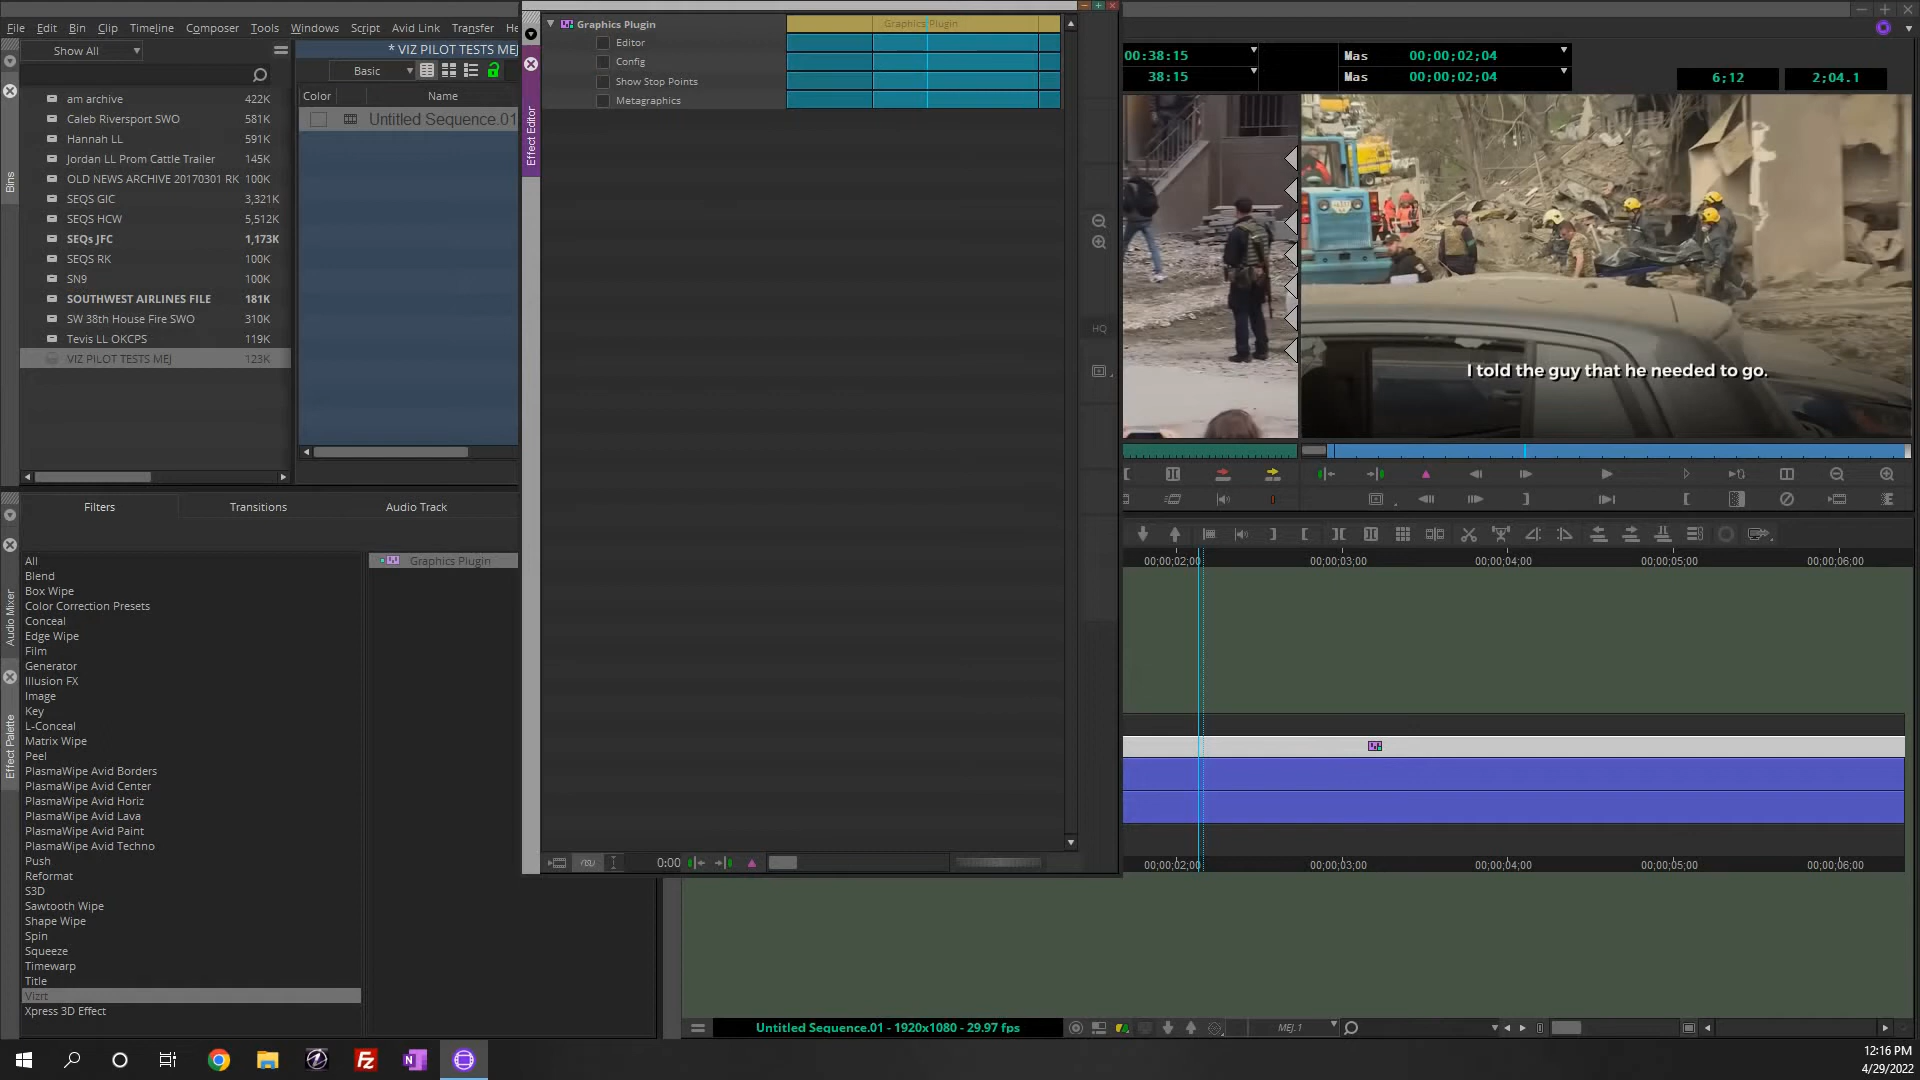 File Edit Bin Clip Timeline Composer Tools Windows Script Avid Link Transfer He
Show All
am archive 422K
Caleb Riversport SWO 581K
Hannah LL 591K
Jordan LL Prom Cattle Trailer 145K
OLD NEWS ARCHIVE 20170301 RK 100K
SEQS GIC 3,321K
SEQS HCW 5,512K
SEQs JFC 1,173K
SEQS RK 100K
SN9 100K
SOUTHWEST AIRLINES FILE 181K
SW 38th House Fire SWO 310K
Tevis LL OKCPS 119K
VIZ PILOT TESTS MEJ 123K
Bins
* VIZ PILOT TESTS MEJ
Basic
Color Name
Untitled Sequence.01
Effect Editor
Graphics Plugin Graphics Plugin
Editor
Config
Show Stop Points
Metagraphics
HQ
0:00
00:38:15 Mas 00;00;02;04
38:15 Mas 00;00;02;04
6;12 2;04.1
I told the guy that he needed to go.
Filters Transitions Audio Track
Audio Mixer
Effect Palette
All
Blend
Box Wipe
Color Correction Presets
Conceal
Edge Wipe
Film
Generator
Illusion FX
Image
Key
L-Conceal
Matrix Wipe
Peel
PlasmaWipe Avid Borders
PlasmaWipe Avid Center
PlasmaWipe Avid Horiz
PlasmaWipe Avid Lava
PlasmaWipe Avid Paint
PlasmaWipe Avid Techno
Push
Reformat
S3D
Sawtooth Wipe
Shape Wipe
Spin
Squeeze
Timewarp
Title
Vizrt
Xpress 3D Effect
Graphics Plugin
00;00;02;00 00;00;03;00 00;00;04;00 00;00;05;00 00;00;06;00
00;00;02;00 00;00;03;00 00;00;04;00 00;00;05;00 00;00;06;00
Untitled Sequence.01 - 1920x1080 - 29.97 fps
MEJ.1
12:16 PM
4/29/2022